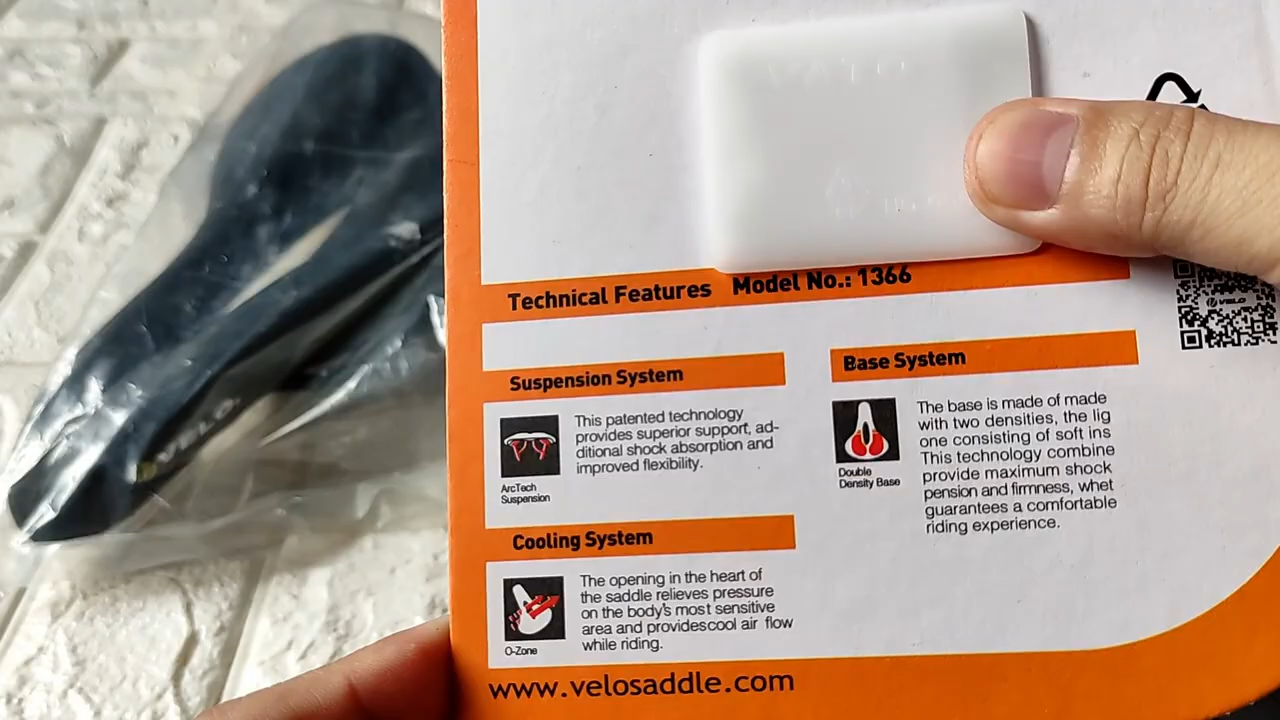 Technical Features Model No.: 1366
Suspension System
ArcTech
Suspension
This patented technology
provides superior support, ad-
ditional shock absorption and
improved flexibility.
Base System
Double
Density Base
The base is made of made
with two densities, the lig
one consisting of soft ins
This technology combine
provide maximum shock
pension and firmness, whet
guarantees a comfortable
riding experience.
Cooling System
O-Zone
The opening in the heart of
the saddle relieves pressure
on the body's most sensitive
area and providescool air flow
while riding.
www.velosaddle.com
VELO
VELO